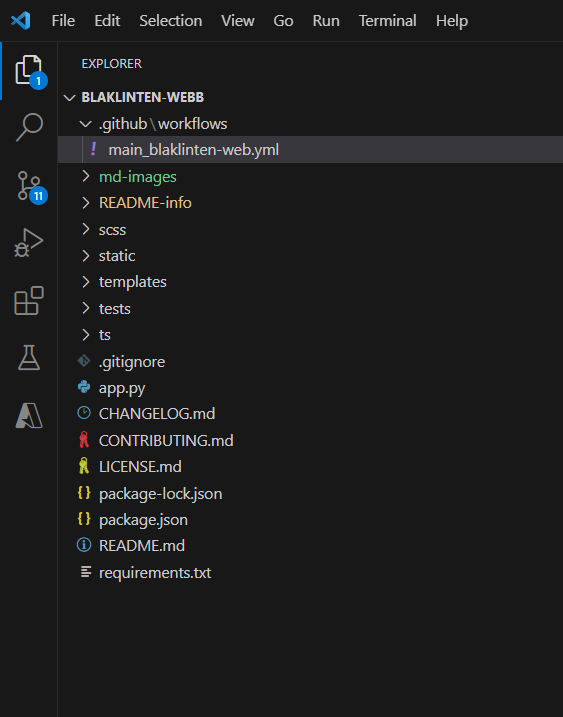 File Edit Selection View Go Run Terminal Help
EXPLORER
1
BLAKLINTEN-WEBB
.github\workflows
! main_blaklinten-web.yml
md-images
11
README-info
scss
static
templates
tests
ts
.gitignore
app.py
CHANGELOG.md
CONTRIBUTING.md
LICENSE.md
{} package-lock.json
{} package.json
README.md
requirements.txt